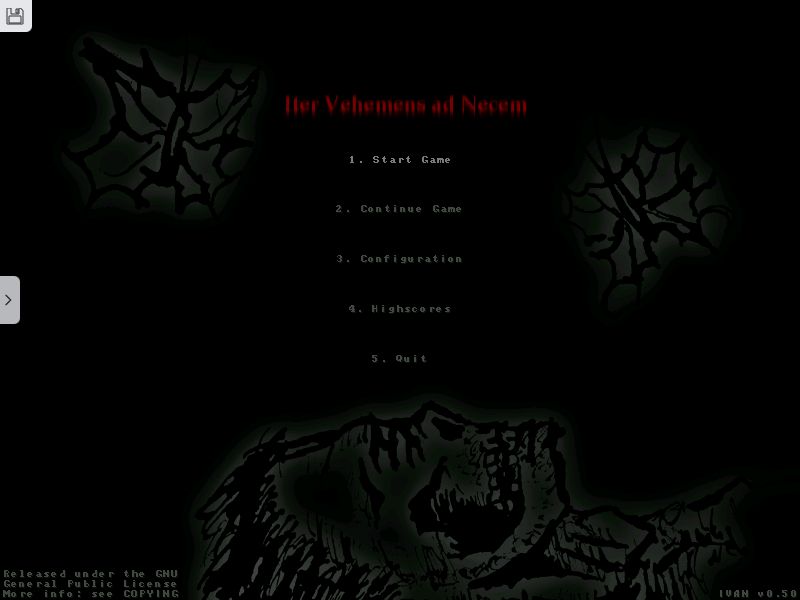 Iter Vehemens ad Necem
1. Start Game
2. Continue Game
3. Configuration
4. Highscores
5. Quit
Released under the GNU
General Public License
More info: see COPYING
IVAN v0.50